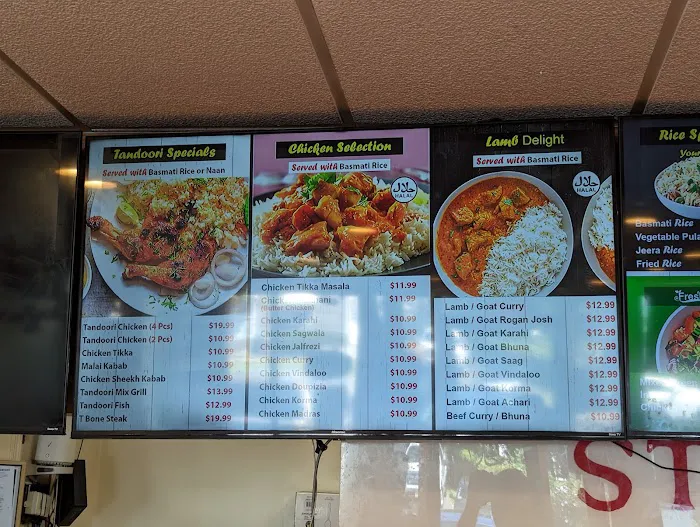 Tandoori Specials
Served with Basmati Rice or Naan
Tandoori Chicken (4 Pcs) $19.99
Tandoori Chicken (2 Pcs) $10.99
Chicken Tikka $10.99
Malai Kabab $10.99
Chicken Sheekh Kabab $10.99
Tandoori Mix Grill $13.99
Tandoori Fish $12.99
T Bone Steak $19.99
Chicken Selection
Served with Basmati Rice
حلال
HALAL
Chicken Tikka Masala $11.99
Chicken $11.99
(Butter Chicken)
Chicken Karahi $10.99
Chicken Sagwala $10.99
Chicken Jalfrezi $10.99
Chicken Curry $10.99
Chicken Vindaloo $10.99
Chicken Dopiizia $10.99
Chicken Korma $10.99
Chicken Madras $10.99
Lamb Delight
Served with Basmati Rice
حلال
HALAL
Lamb / Goat Curry $12.99
Lamb / Goat Rogan Josh $12.99
Lamb / Goat Karahi $12.99
Lamb / Goat Bhuna $12.99
Lamb / Goat Saag $12.99
Lamb / Goat Vindaloo $12.99
Lamb / Goat Korma $12.99
Lamb / Goat Achari $12.99
Beef Curry / Bhuna $10.99
Rice Sp
You
Basmati Rice
Vegetable Pula
Jeera Rice
Fried Rice
Fres
ST